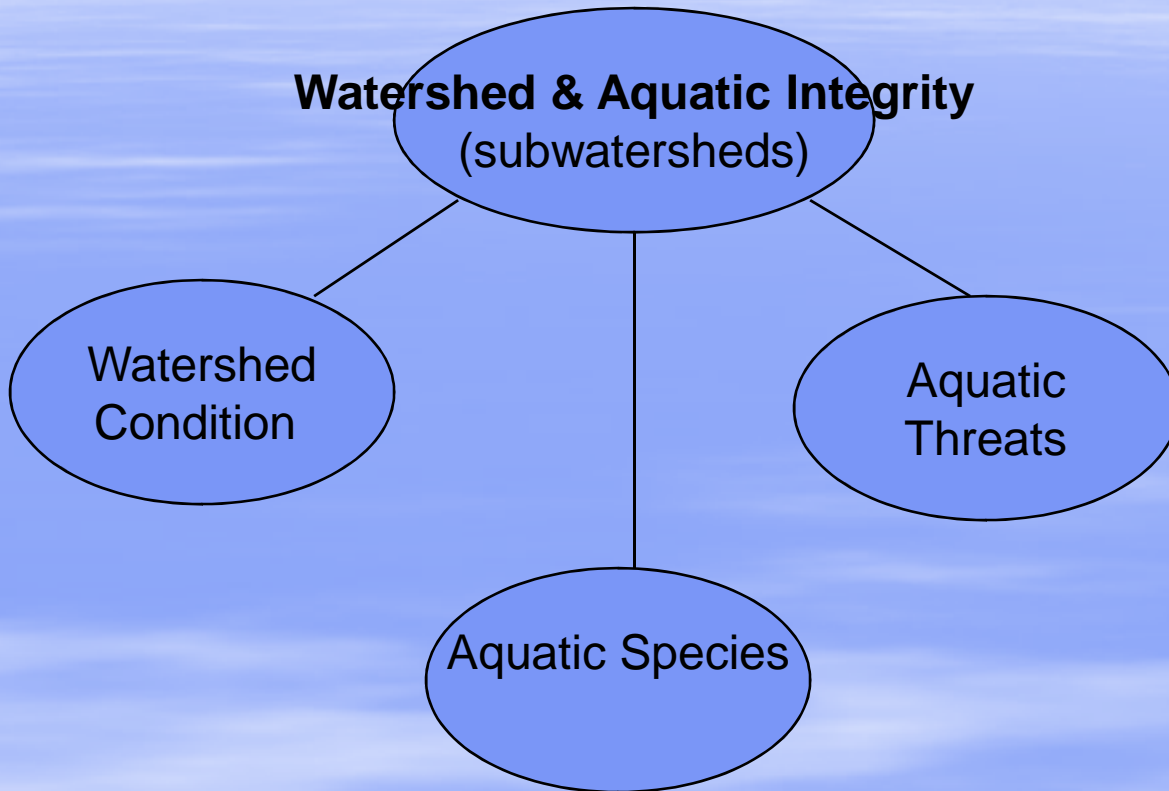 Watershed & Aquatic Integrity
(subwatersheds)
Watershed
Condition
Aquatic
Threats
Aquatic Species